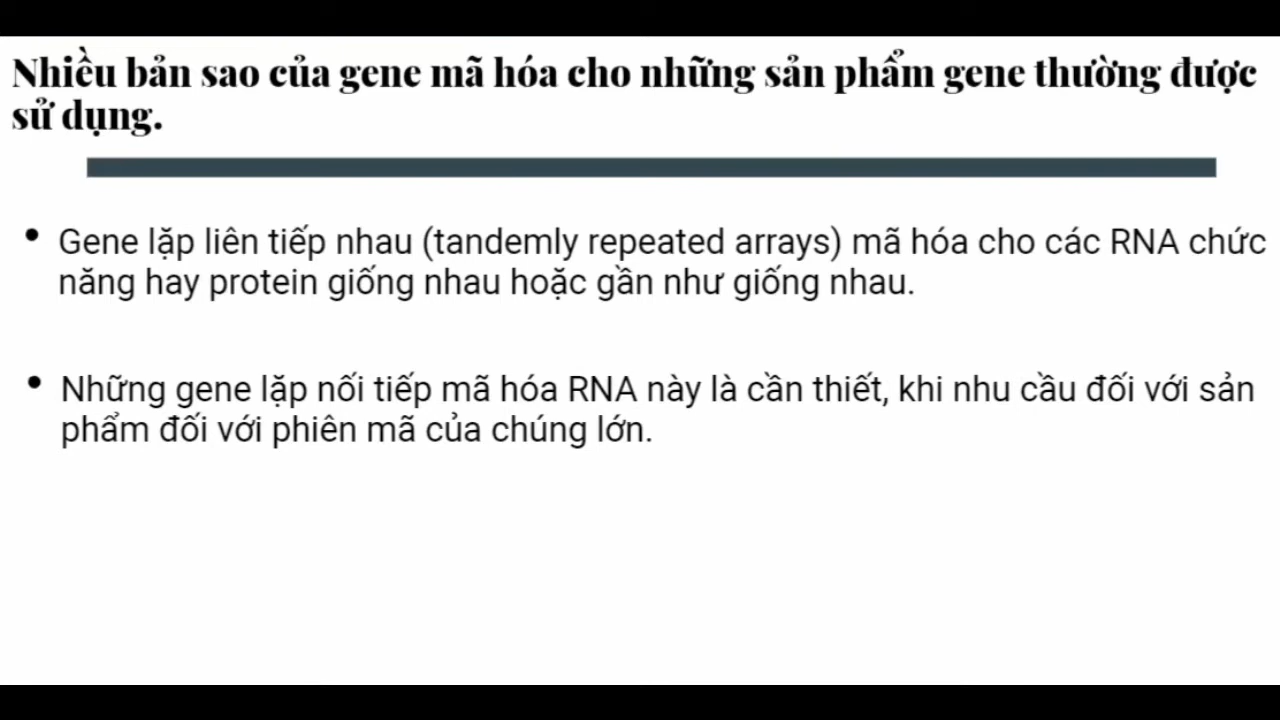 Nhiều bản sao của gene mã hóa cho những sản phẩm gene thường được
sử dụng.
• Gene lặp liên tiếp nhau (tandemly repeated arrays) mã hóa cho các RNA chức
năng hay protein giống nhau hoặc gần như giống nhau.
• Những gene lặp nối tiếp mã hóa RNA này là cần thiết, khi nhu cầu đối với sản
phẩm đối với phiên mã của chúng lớn.